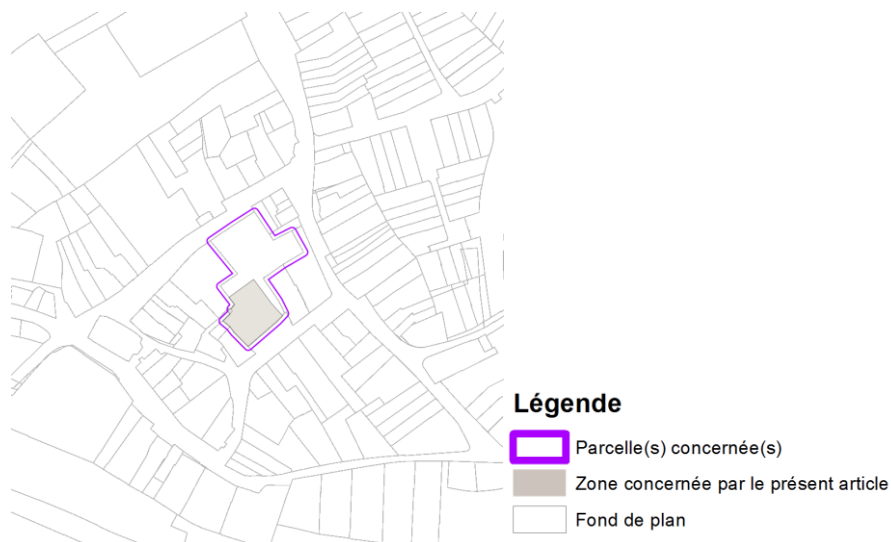 Légende
Parcelle(s) concernée(s)
Zone concernée par le présent article
Fond de plan